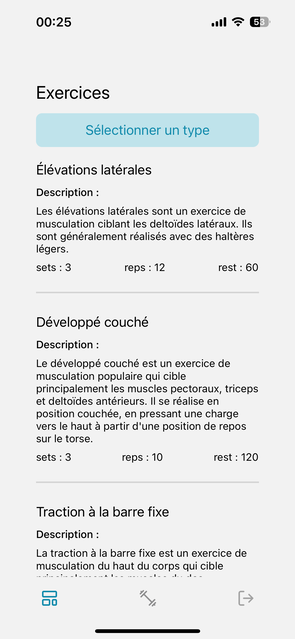 00:25
53
Exercices
Sélectionner un type
Élévations latérales
Description :
Les élévations latérales sont un exercice de
musculation ciblant les deltoïdes latéraux. Ils
sont généralement réalisés avec des haltères
légers.
sets : 3 reps : 12 rest : 60
Développé couché
Description :
Le développé couché est un exercice de
musculation populaire qui cible
principalement les muscles pectoraux, triceps
et deltoïdes antérieurs. Il se réalise en
position couchée, en pressant une charge
vers le haut à partir d'une position de repos
sur le torse.
sets : 3 reps : 10 rest : 120
Traction à la barre fixe
Description :
La traction à la barre fixe est un exercice de
musculation du haut du corps qui cible